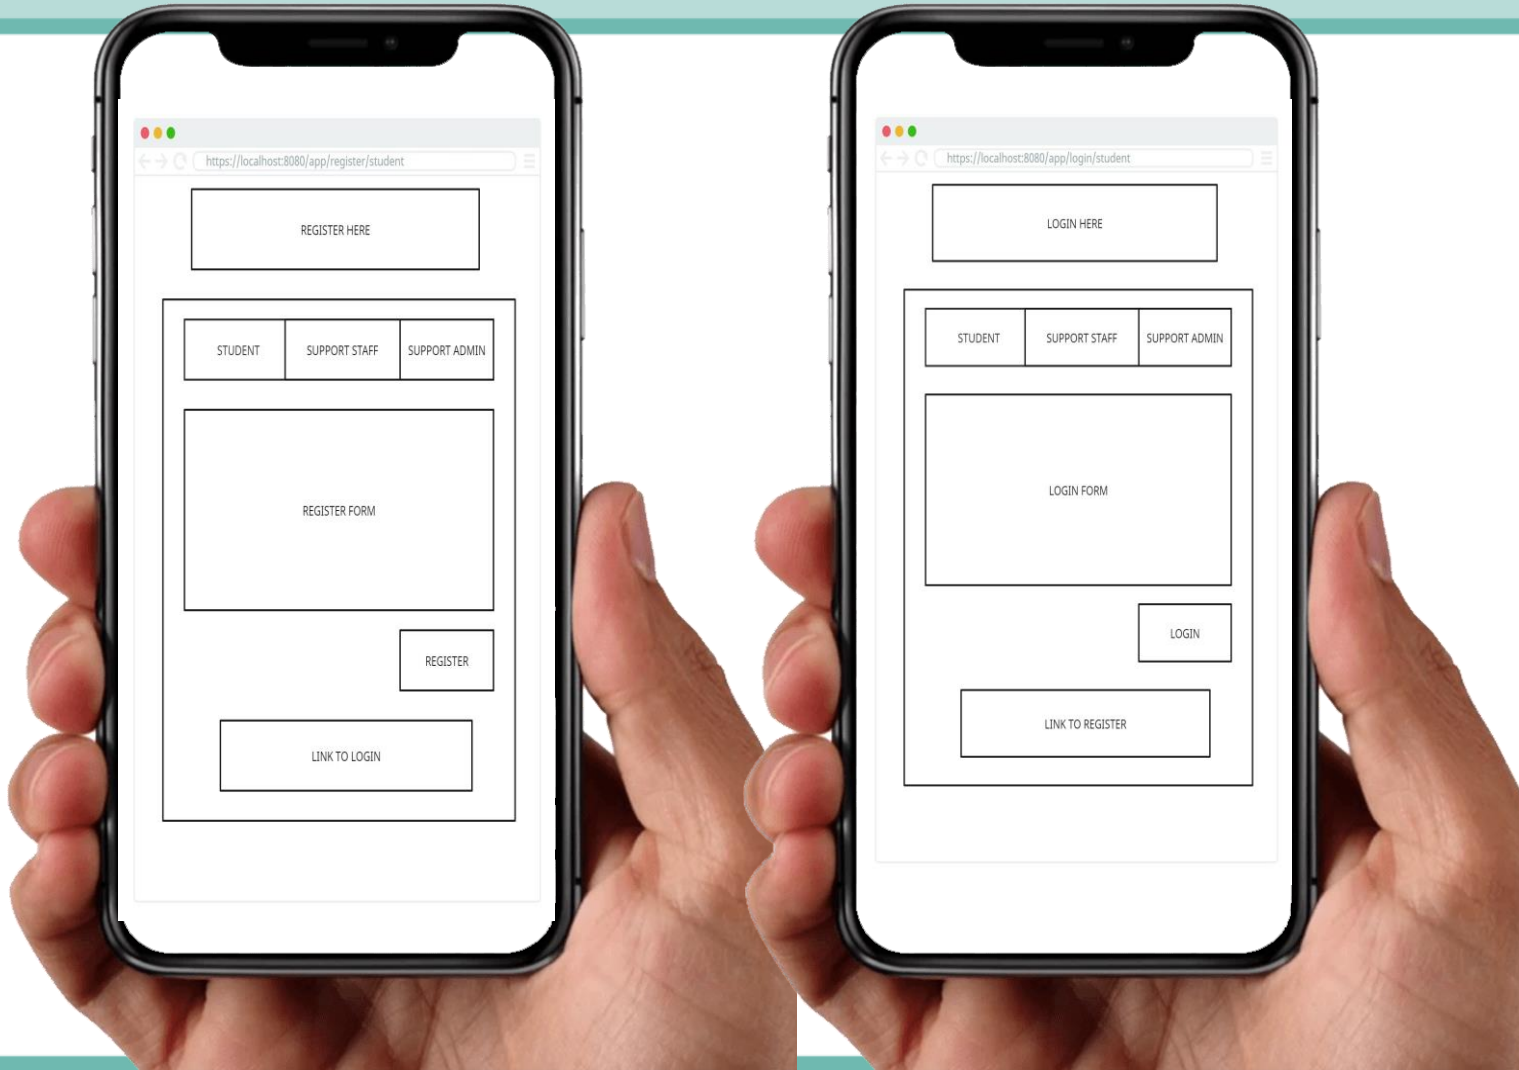 https://localhost:8080/app/register/student
REGISTER HERE
STUDENT SUPPORT STAFF SUPPORT ADMIN
REGISTER FORM
REGISTER
LINK TO LOGIN
https://localhost:8080/app/login/student
LOGIN HERE
STUDENT SUPPORT STAFF SUPPORT ADMIN
LOGIN FORM
LOGIN
LINK TO REGISTER